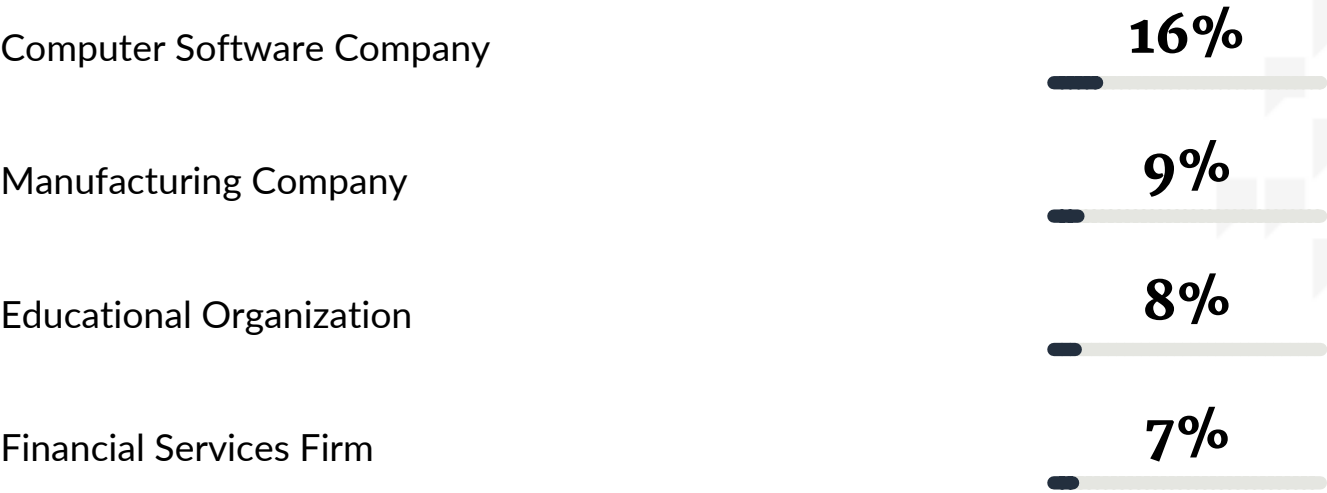 Computer Software Company 16%
Manufacturing Company 9%
Educational Organization 8%
Financial Services Firm 7%